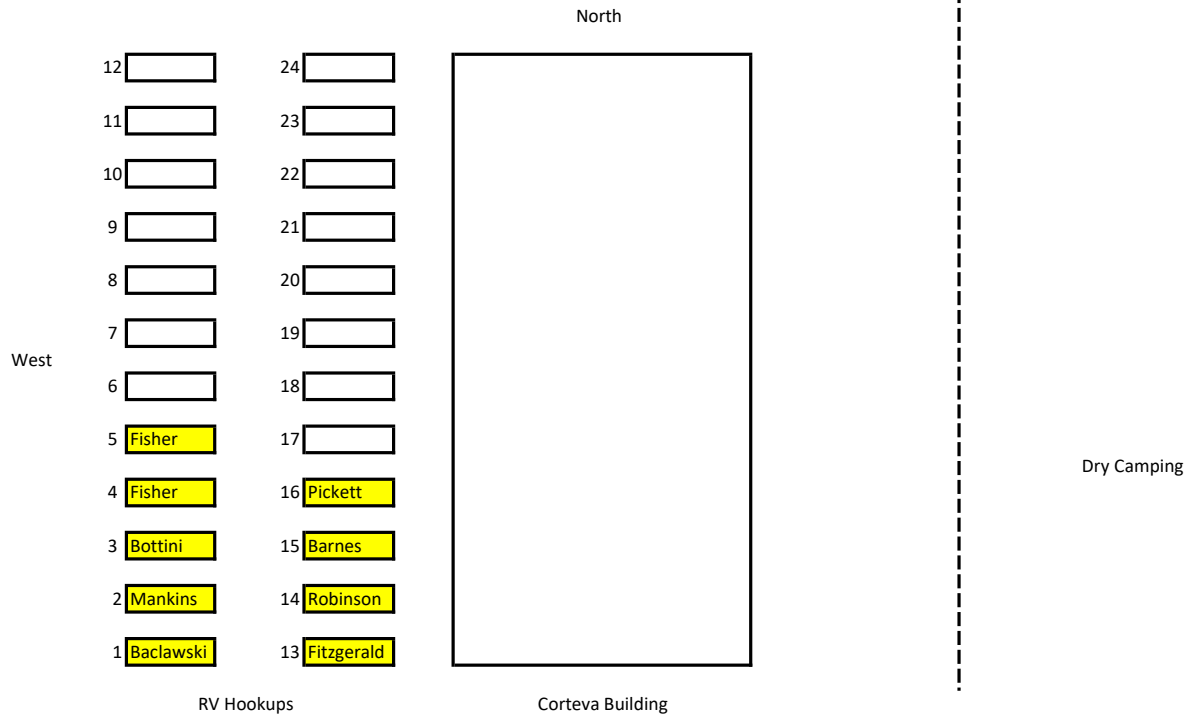 North
12 24
11 23
10 22
9 21
8 20
7 19
West
6 18
5 Fisher 17
Dry Camping
4 Fisher 16 Pickett
3 Bottini 15 Barnes
2 Mankins 14 Robinson
1 Baclawski 13 Fitzgerald
RV Hookups Corteva Building